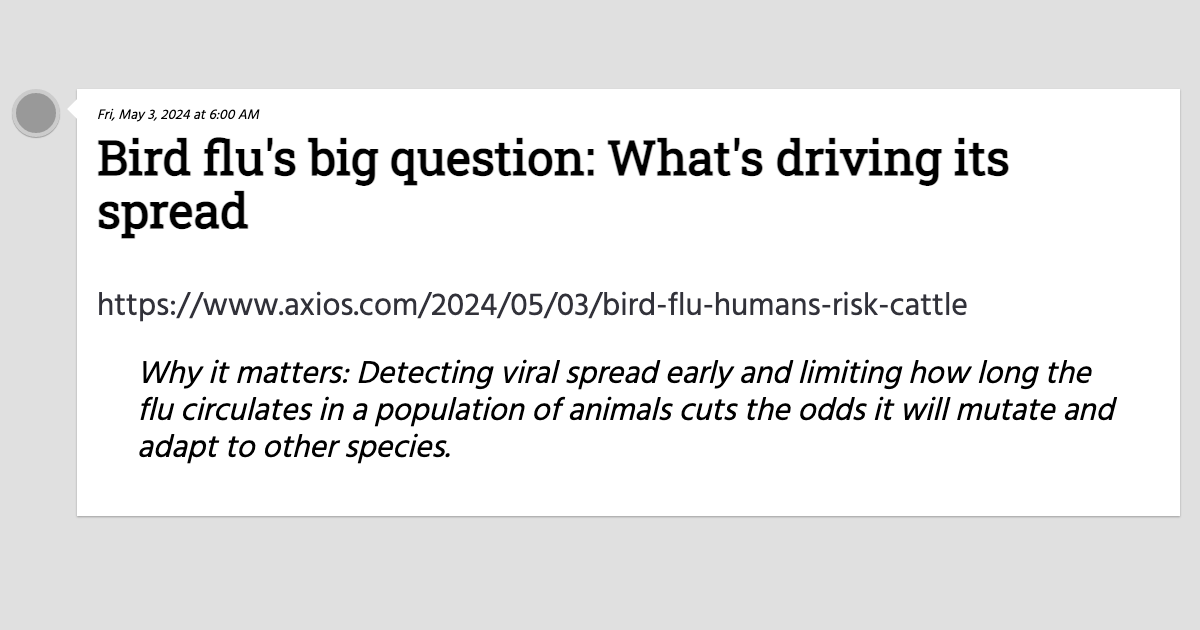 Fri, May 3, 2024 at 6:00 AM
Bird flu's big question: What's driving its
spread
https://www.axios.com/2024/05/03/bird-flu-humans-risk-cattle
Why it matters: Detecting viral spread early and limiting how long the
flu circulates in a population of animals cuts the odds it will mutate and
adapt to other species.